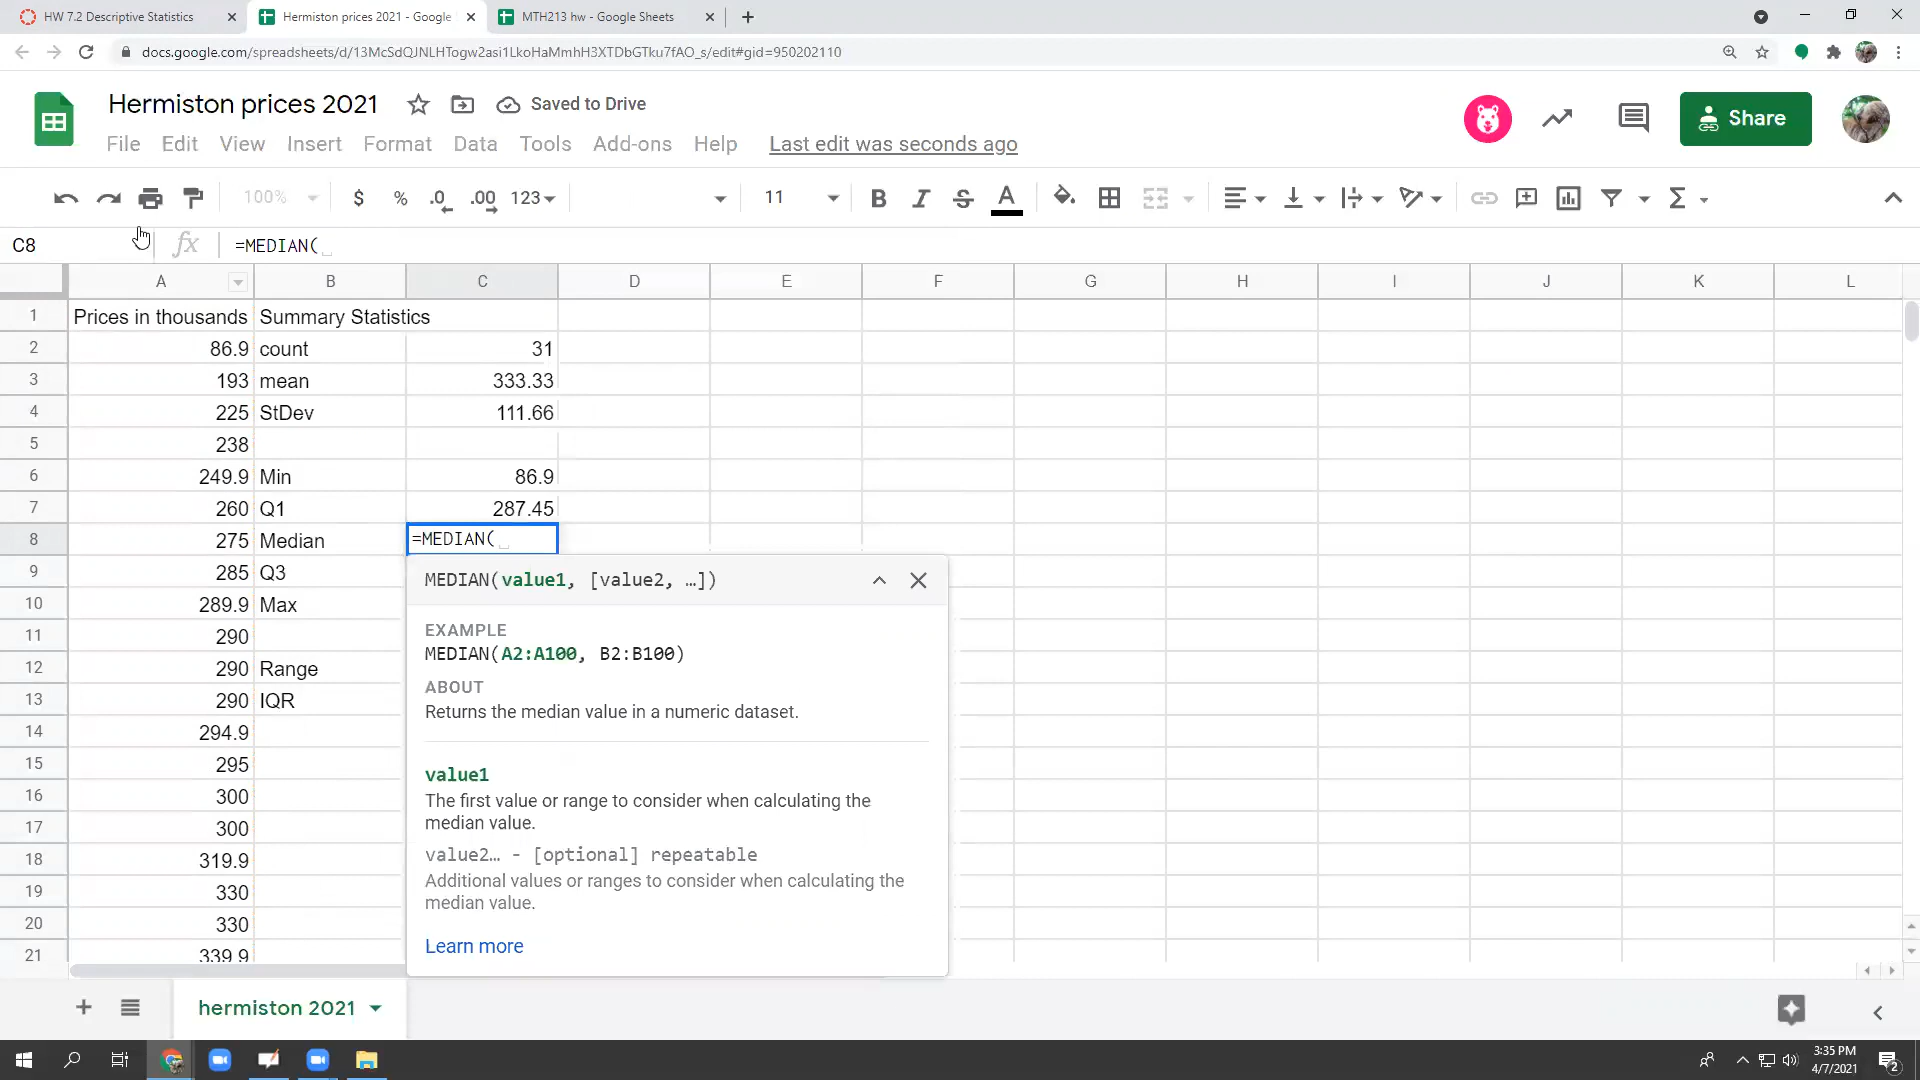 HW 7.2 Descriptive Statistics
Hermiston prices 2021 - Google
MTH213 hw - Google Sheets
docs.google.com/spreadsheets/d/13McSdQJNLHTogw2asi1LkoHaMmhH3XTDbGTku7fAO_s/edit#gid=950202110
Hermiston prices 2021
Saved to Drive
Share
File Edit View Insert Format Data Tools Add-ons Help Last edit was seconds ago
100% $ % .0 .00 123 11 B I S A Σ
C8 fx =MEDIAN(
A B C D E F G H I J K L
1 Prices in thousands Summary Statistics
2 86.9 count 31
3 193 mean 333.33
4 225 StDev 111.66
5 238
6 249.9 Min 86.9
7 260 Q1 287.45
8 275 Median =MEDIAN(
9 285 Q3
10 289.9 Max
11 290
12 290 Range
13 290 IQR
14 294.9
15 295
16 300
17 300
18 319.9
19 330
20 330
21 339.9
MEDIAN(value1, [value2, …])
EXAMPLE
MEDIAN(A2:A100, B2:B100)
ABOUT
Returns the median value in a numeric dataset.
value1
The first value or range to consider when calculating the
median value.
value2… - [optional] repeatable
Additional values or ranges to consider when calculating the
median value.
Learn more
hermiston 2021
3:35 PM
4/7/2021
2